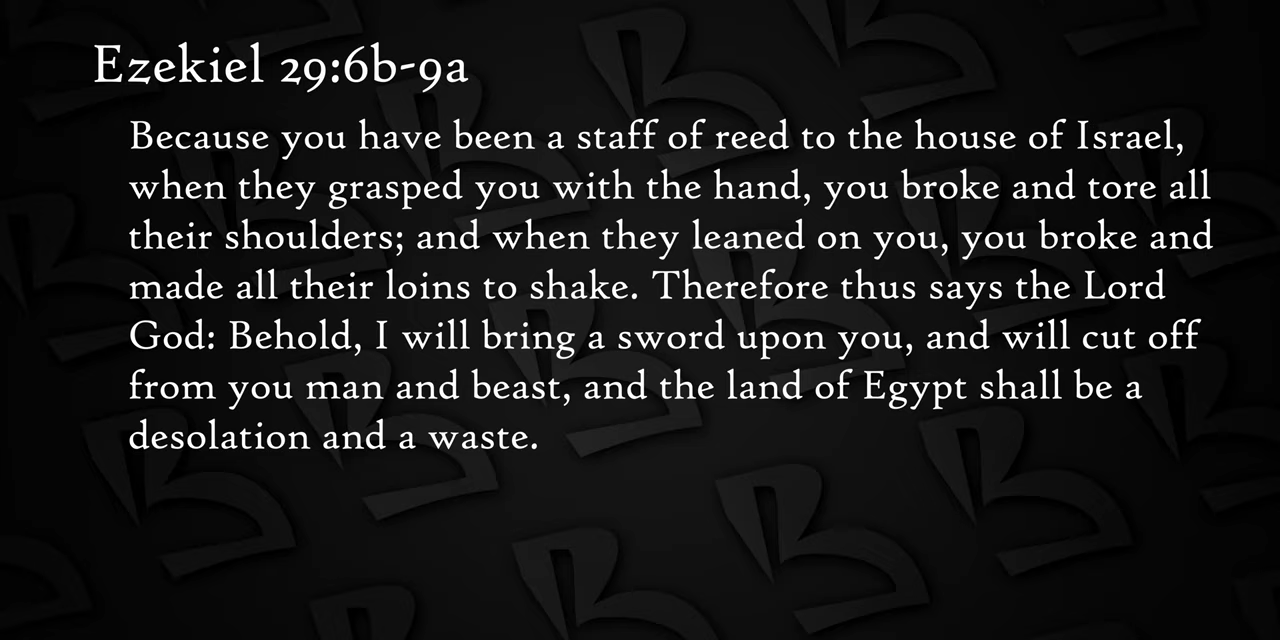 Ezekiel 29:6b-9a
Because you have been a staff of reed to the house of Israel,
when they grasped you with the hand, you broke and tore all
their shoulders; and when they leaned on you, you broke and
made all their loins to shake. Therefore thus says the Lord
God: Behold, I will bring a sword upon you, and will cut off
from you man and beast, and the land of Egypt shall be a
desolation and a waste.